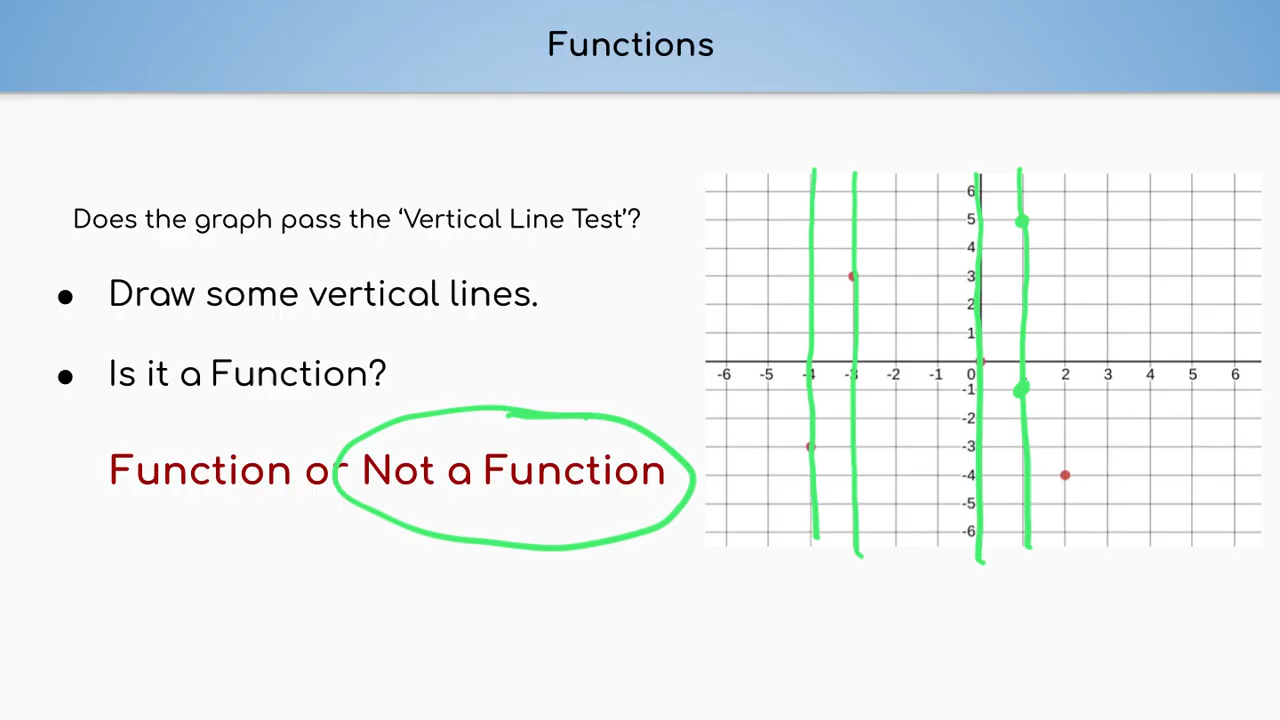 Functions
Does the graph pass the ‘Vertical Line Test’?
● Draw some vertical lines.
● Is it a Function?
Function or Not a Function
6
5
4
3
2
1
-6 -5 -4 -3 -2 -1 0 2 3 4 5 6
-1
-2
-3
-4
-5
-6